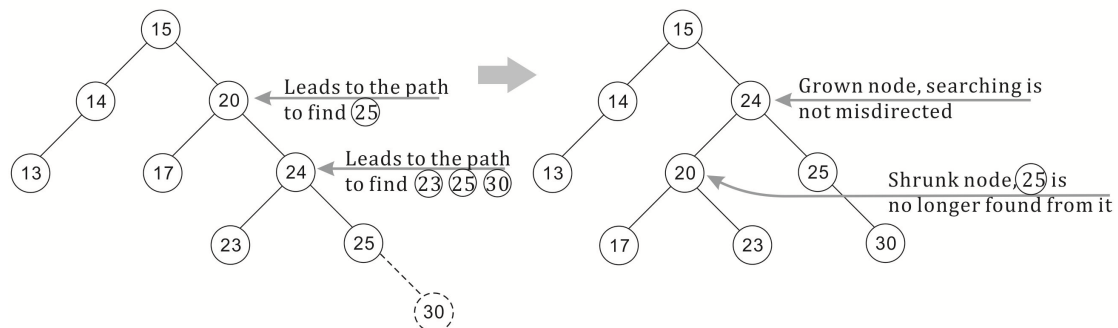 15
14
20
Leads to the path
to find 25
13
17
24
Leads to the path
to find 23 25 30
23
25
30
15
14
24
Grown node, searching is
not misdirected
13
20
25
Shrunk node, 25 is
no longer found from it
17
23
30